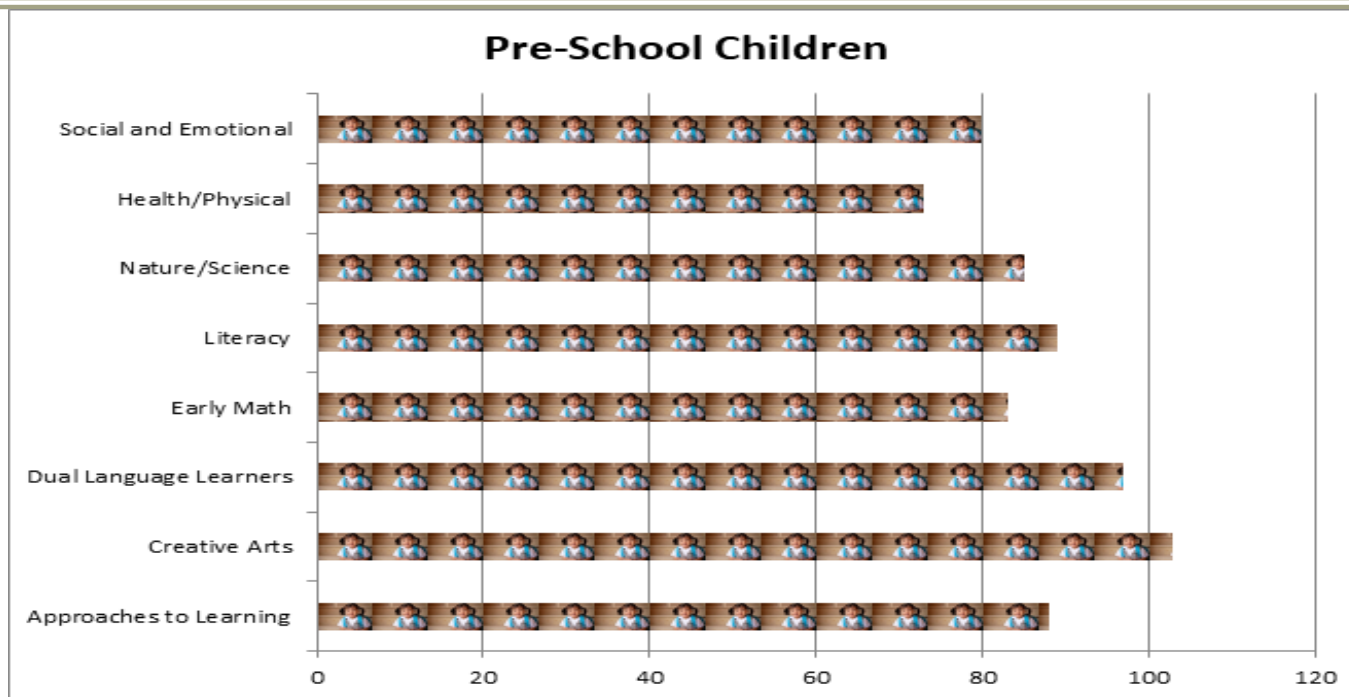 Pre-School Children
Social and Emotional
Health/Physical
Nature/Science
Literacy
Early Math
Dual Language Learners
Creative Arts
Approaches to Learning
0 20 40 60 80 100 120